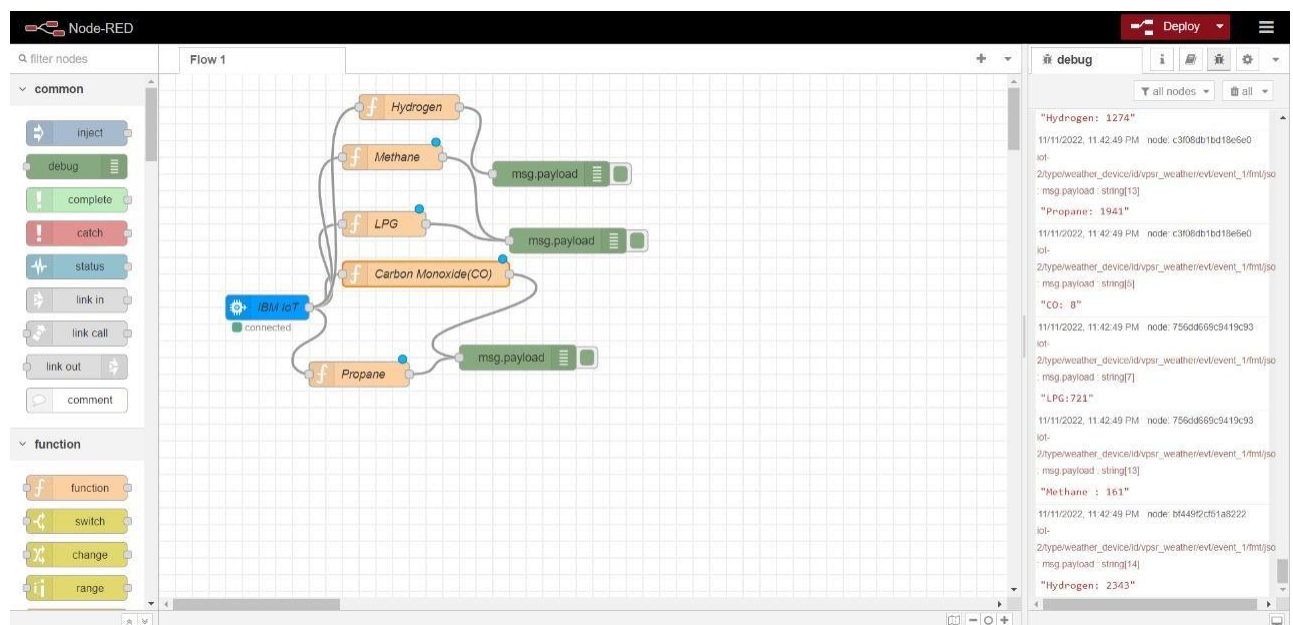 Node-RED
Deploy
filter nodes
common
inject
debug
complete
catch
status
link in
link call
link out
comment
function
function
switch
change
range
Flow 1
Hydrogen
Methane
msg.payload
LPG
msg.payload
Carbon Monoxide(CO)
IBM IoT
connected
msg.payload
Propane
debug
i
all nodes
all
"Hydrogen: 1274"
11/11/2022, 11:42:49 PM node: c3f08db1bd18e6e0
iot-
2/type/weather_device/id/vpsr_weather/evt/event_1/fmt/jso
: msg.payload : string[13]
"Propane: 1941"
11/11/2022, 11:42:49 PM node: c3f08db1bd18e6e0
iot-
2/type/weather_device/id/vpsr_weather/evt/event_1/fmt/jso
: msg.payload : string[5]
"CO: 8"
11/11/2022, 11:42:49 PM node: 756dd669c9419c93
iot-
2/type/weather_device/id/vpsr_weather/evt/event_1/fmt/jso
: msg.payload : string[7]
"LPG:721"
11/11/2022, 11:42:49 PM node: 756dd669c9419c93
iot-
2/type/weather_device/id/vpsr_weather/evt/event_1/fmt/jso
: msg.payload : string[13]
"Methane : 161"
11/11/2022, 11:42:49 PM node: bf449f2cf51a8222
iot-
2/type/weather_device/id/vpsr_weather/evt/event_1/fmt/jso
: msg.payload : string[14]
"Hydrogen: 2343"